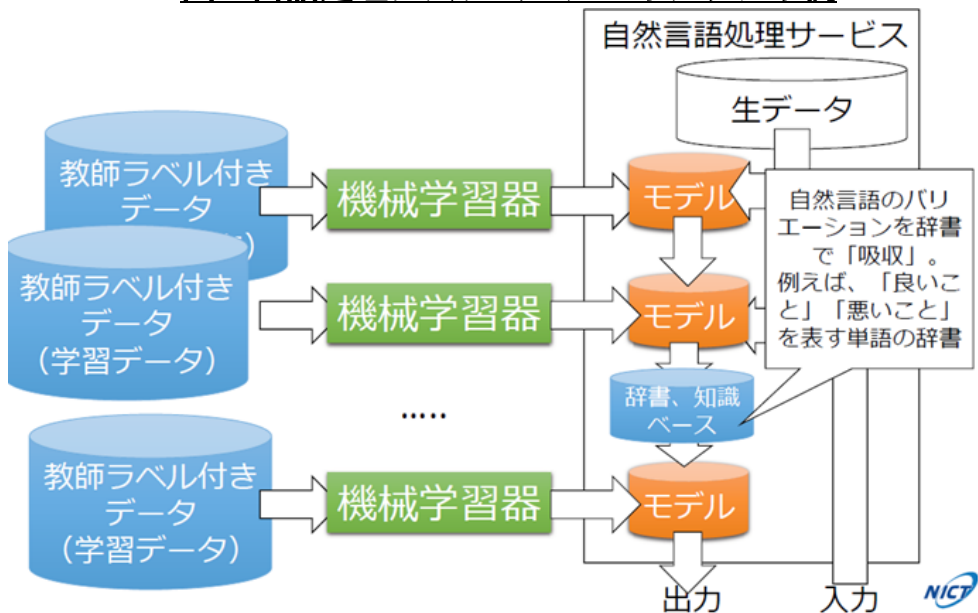 自然言語処理サービス
生データ
教師ラベル付き
データ
機械学習器
モデル
自然言語のバリ
エーションを辞書
で「吸収」。
例えば、「良いこ
と」「悪いこと」
を表す単語の辞書
教師ラベル付き
データ
(学習データ)
機械学習器
モデル
.....
辞書、知識
ベース
教師ラベル付き
データ
(学習データ)
機械学習器
モデル
出力
入力
NICT